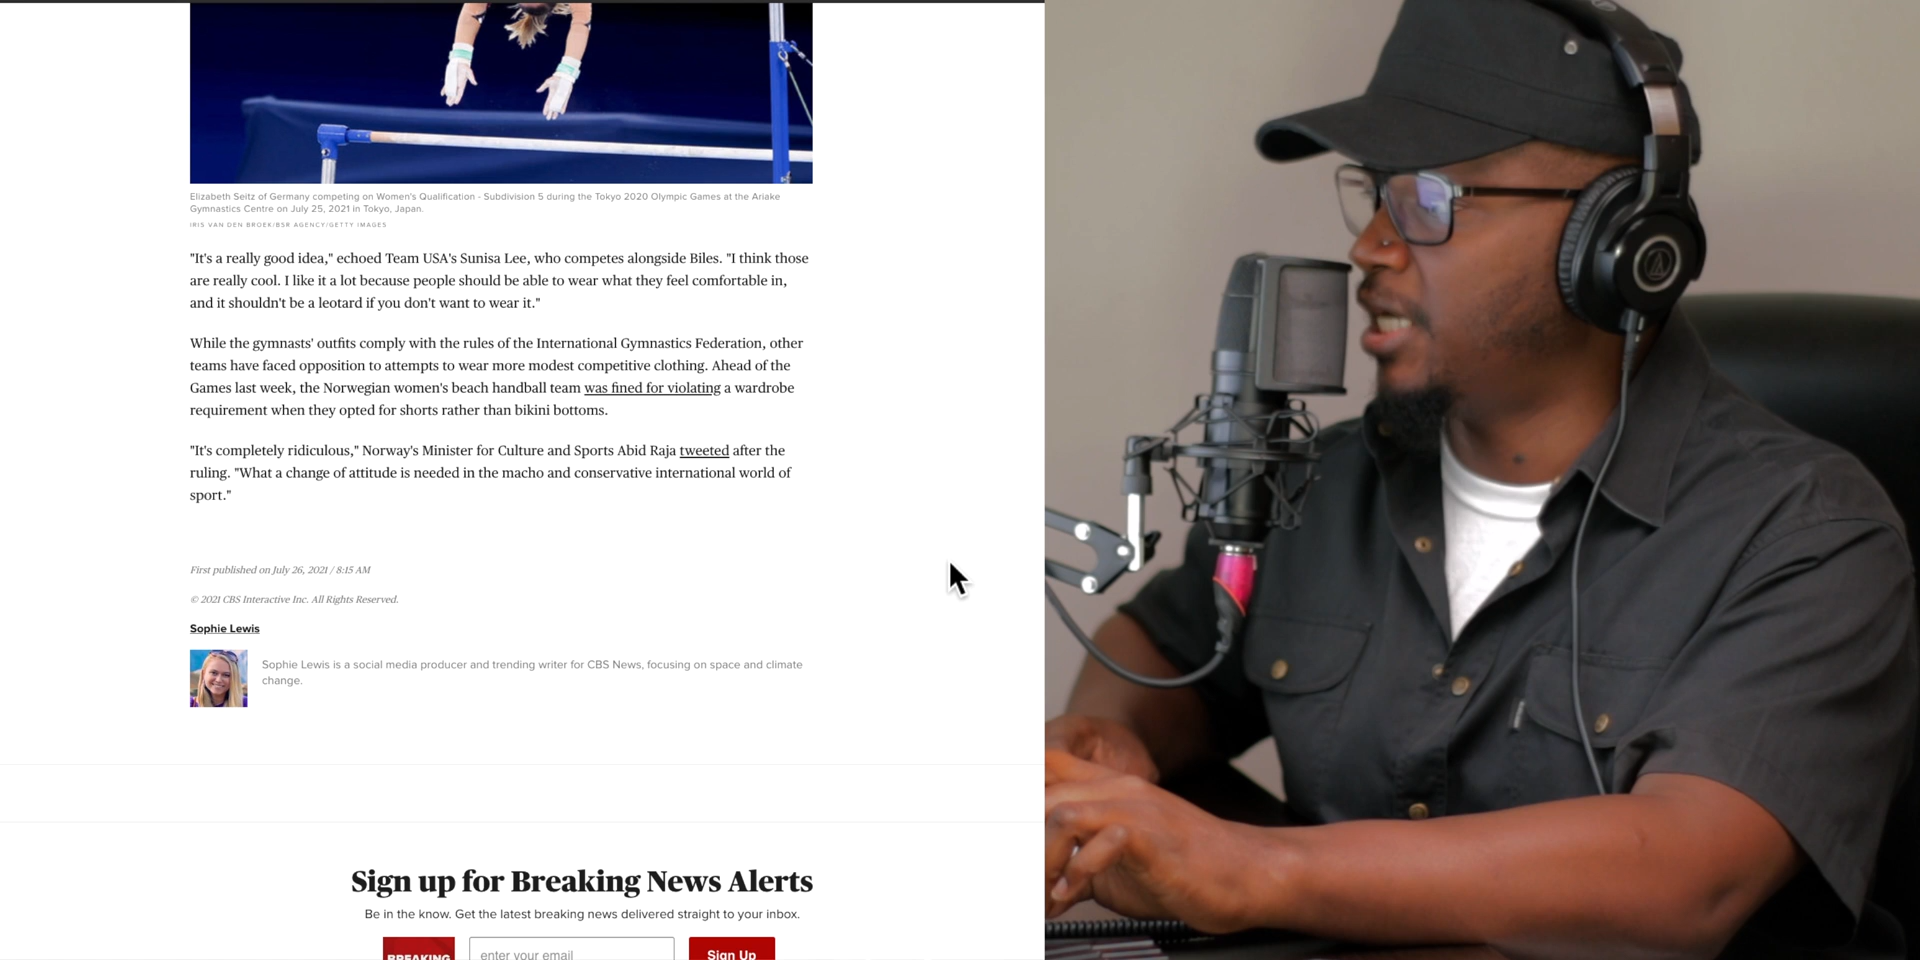 Elizabeth Seitz of Germany competing on Women's Qualification - Subdivision 5 during the Tokyo 2020 Olympic Games at the Ariake
Gymnastics Centre on July 25, 2021 in Tokyo, Japan.
IRIS VAN DEN BROEK/BSR AGENCY/GETTY IMAGES
"It's a really good idea," echoed Team USA's Sunisa Lee, who competes alongside Biles. "I think those
are really cool. I like it a lot because people should be able to wear what they feel comfortable in,
and it shouldn't be a leotard if you don't want to wear it."
While the gymnasts' outfits comply with the rules of the International Gymnastics Federation, other
teams have faced opposition to attempts to wear more modest competitive clothing. Ahead of the
Games last week, the Norwegian women's beach handball team was fined for violating a wardrobe
requirement when they opted for shorts rather than bikini bottoms.
"It's completely ridiculous," Norway's Minister for Culture and Sports Abid Raja tweeted after the
ruling. "What a change of attitude is needed in the macho and conservative international world of
sport."
First published on July 26, 2021 / 8:15 AM
© 2021 CBS Interactive Inc. All Rights Reserved.
Sophie Lewis
Sophie Lewis is a social media producer and trending writer for CBS News, focusing on space and climate
change.
Sign up for Breaking News Alerts
Be in the know. Get the latest breaking news delivered straight to your inbox.
BREAKING
enter your email
Sign Up